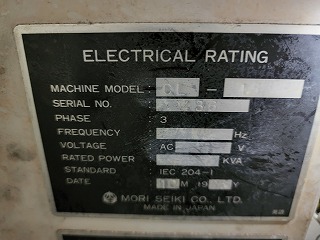 ELECTRICAL RATING
MACHINE MODEL
SERIAL NO.
PHASE 3
FREQUENCY Hz
VOLTAGE AC V
RATED POWER KVA
STANDARD IEC 204-1
DATE M 19 Y
MORI SEIKI CO., LTD.
MADE IN JAPAN